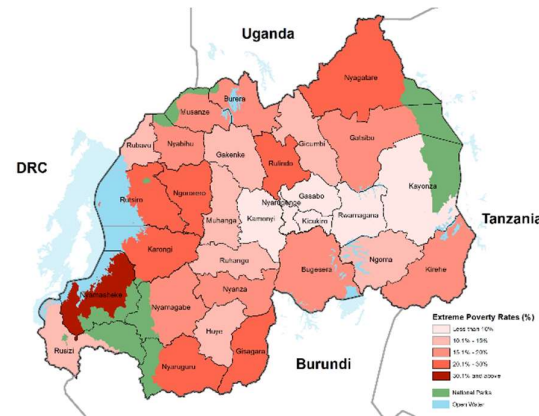 Uganda
Nyagatare
Burera
Musanze
Rubavu
Nyabihu
Gakenke
Gicumbi
Gatsibo
DRC
Rulindo
Rutsiro
Ngororero
Gasabo
Kayonza
Nyarugenge
Muhanga
Kamonyi
Kicukiro
Rwamagana
Tanzania
Karongi
Ruhango
Bugesera
Ngoma
Kirehe
Nyamasheke
Nyanza
Nyamagabe
Huye
Rusizi
Gisagara
Nyaruguru
Burundi
Extreme Poverty Rates (%)
Less than 10%
10.1% - 15%
15.1% - 20%
20.1% - 30%
30.1% and above
National Parks
Open Water